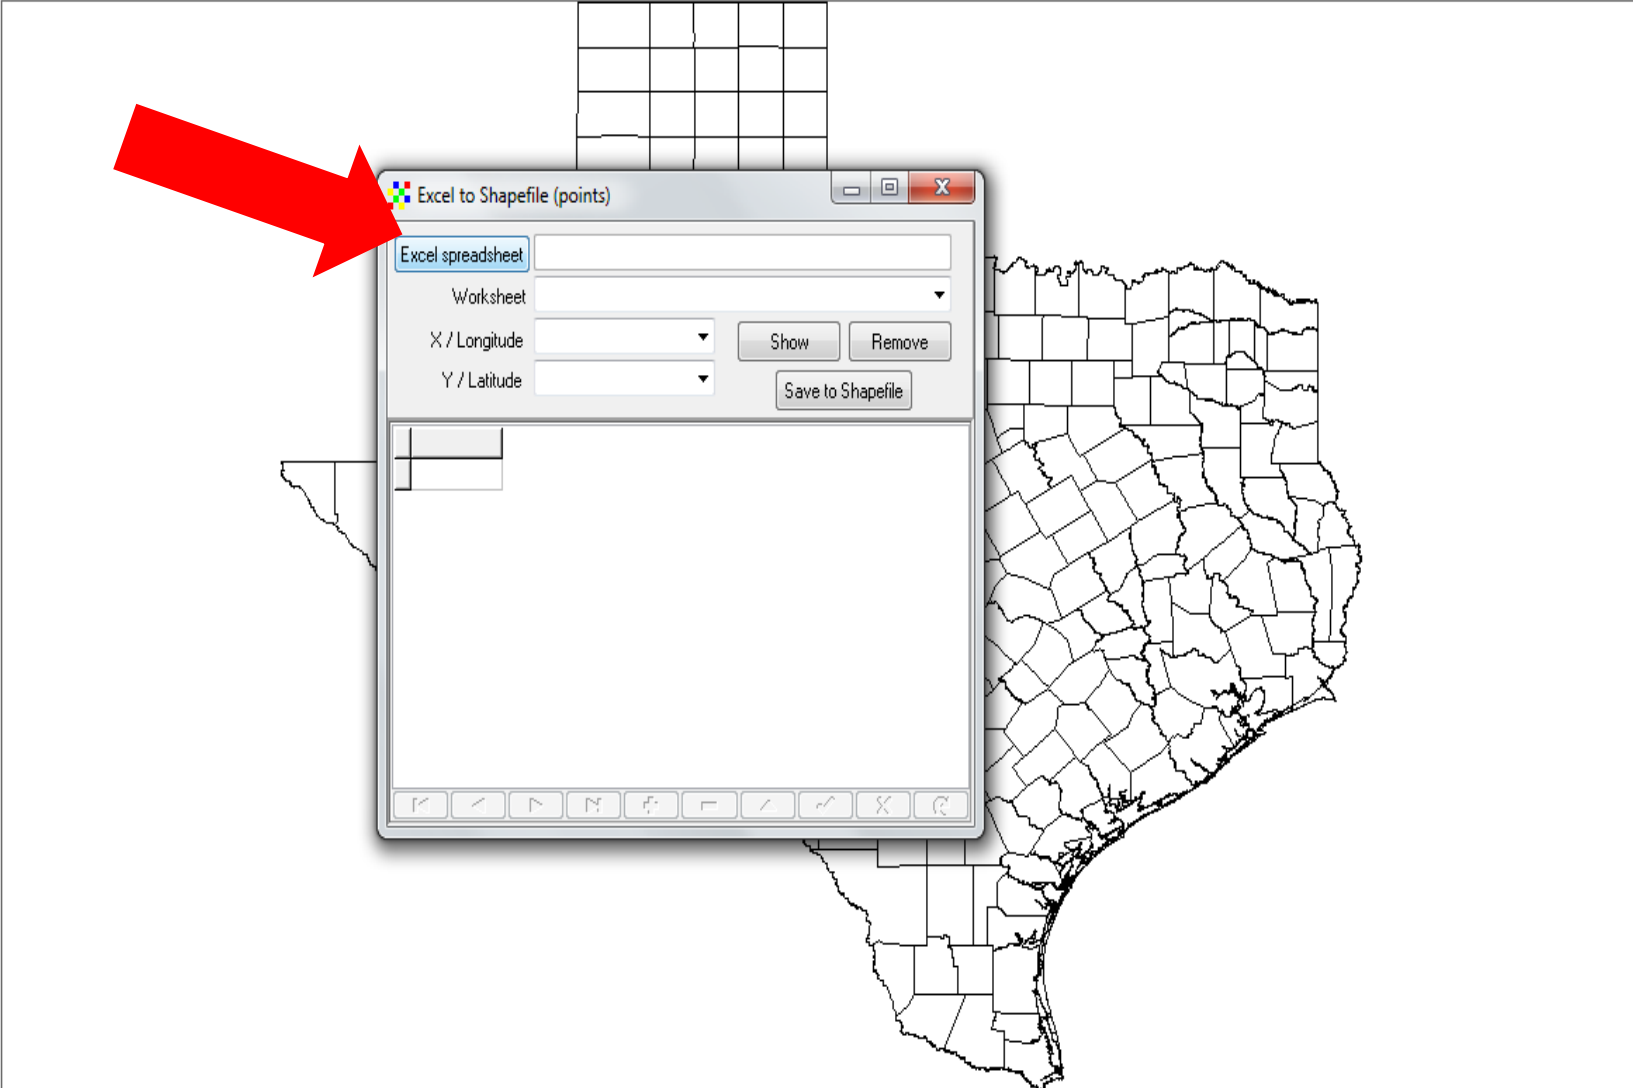 Excel to Shapefile (points)
Excel spreadsheet
Worksheet
X / Longitude
Show
Remove
Y / Latitude
Save to Shapefile